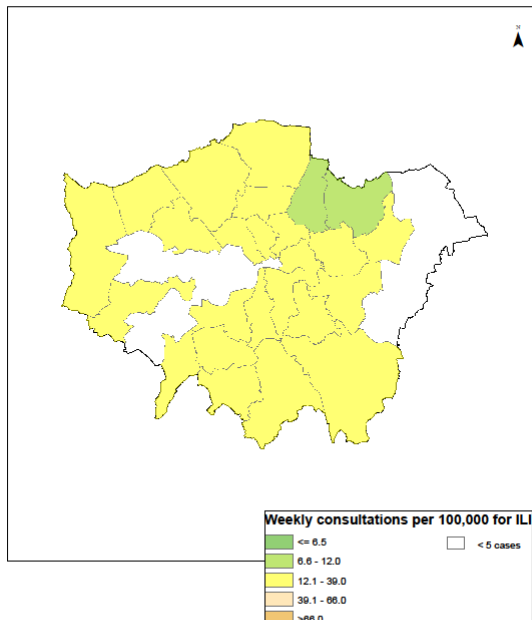 N
Weekly consultations per 100,000 for ILI
<= 6.5
< 5 cases
6.6 - 12.0
12.1 - 39.0
39.1 - 66.0
>66.0